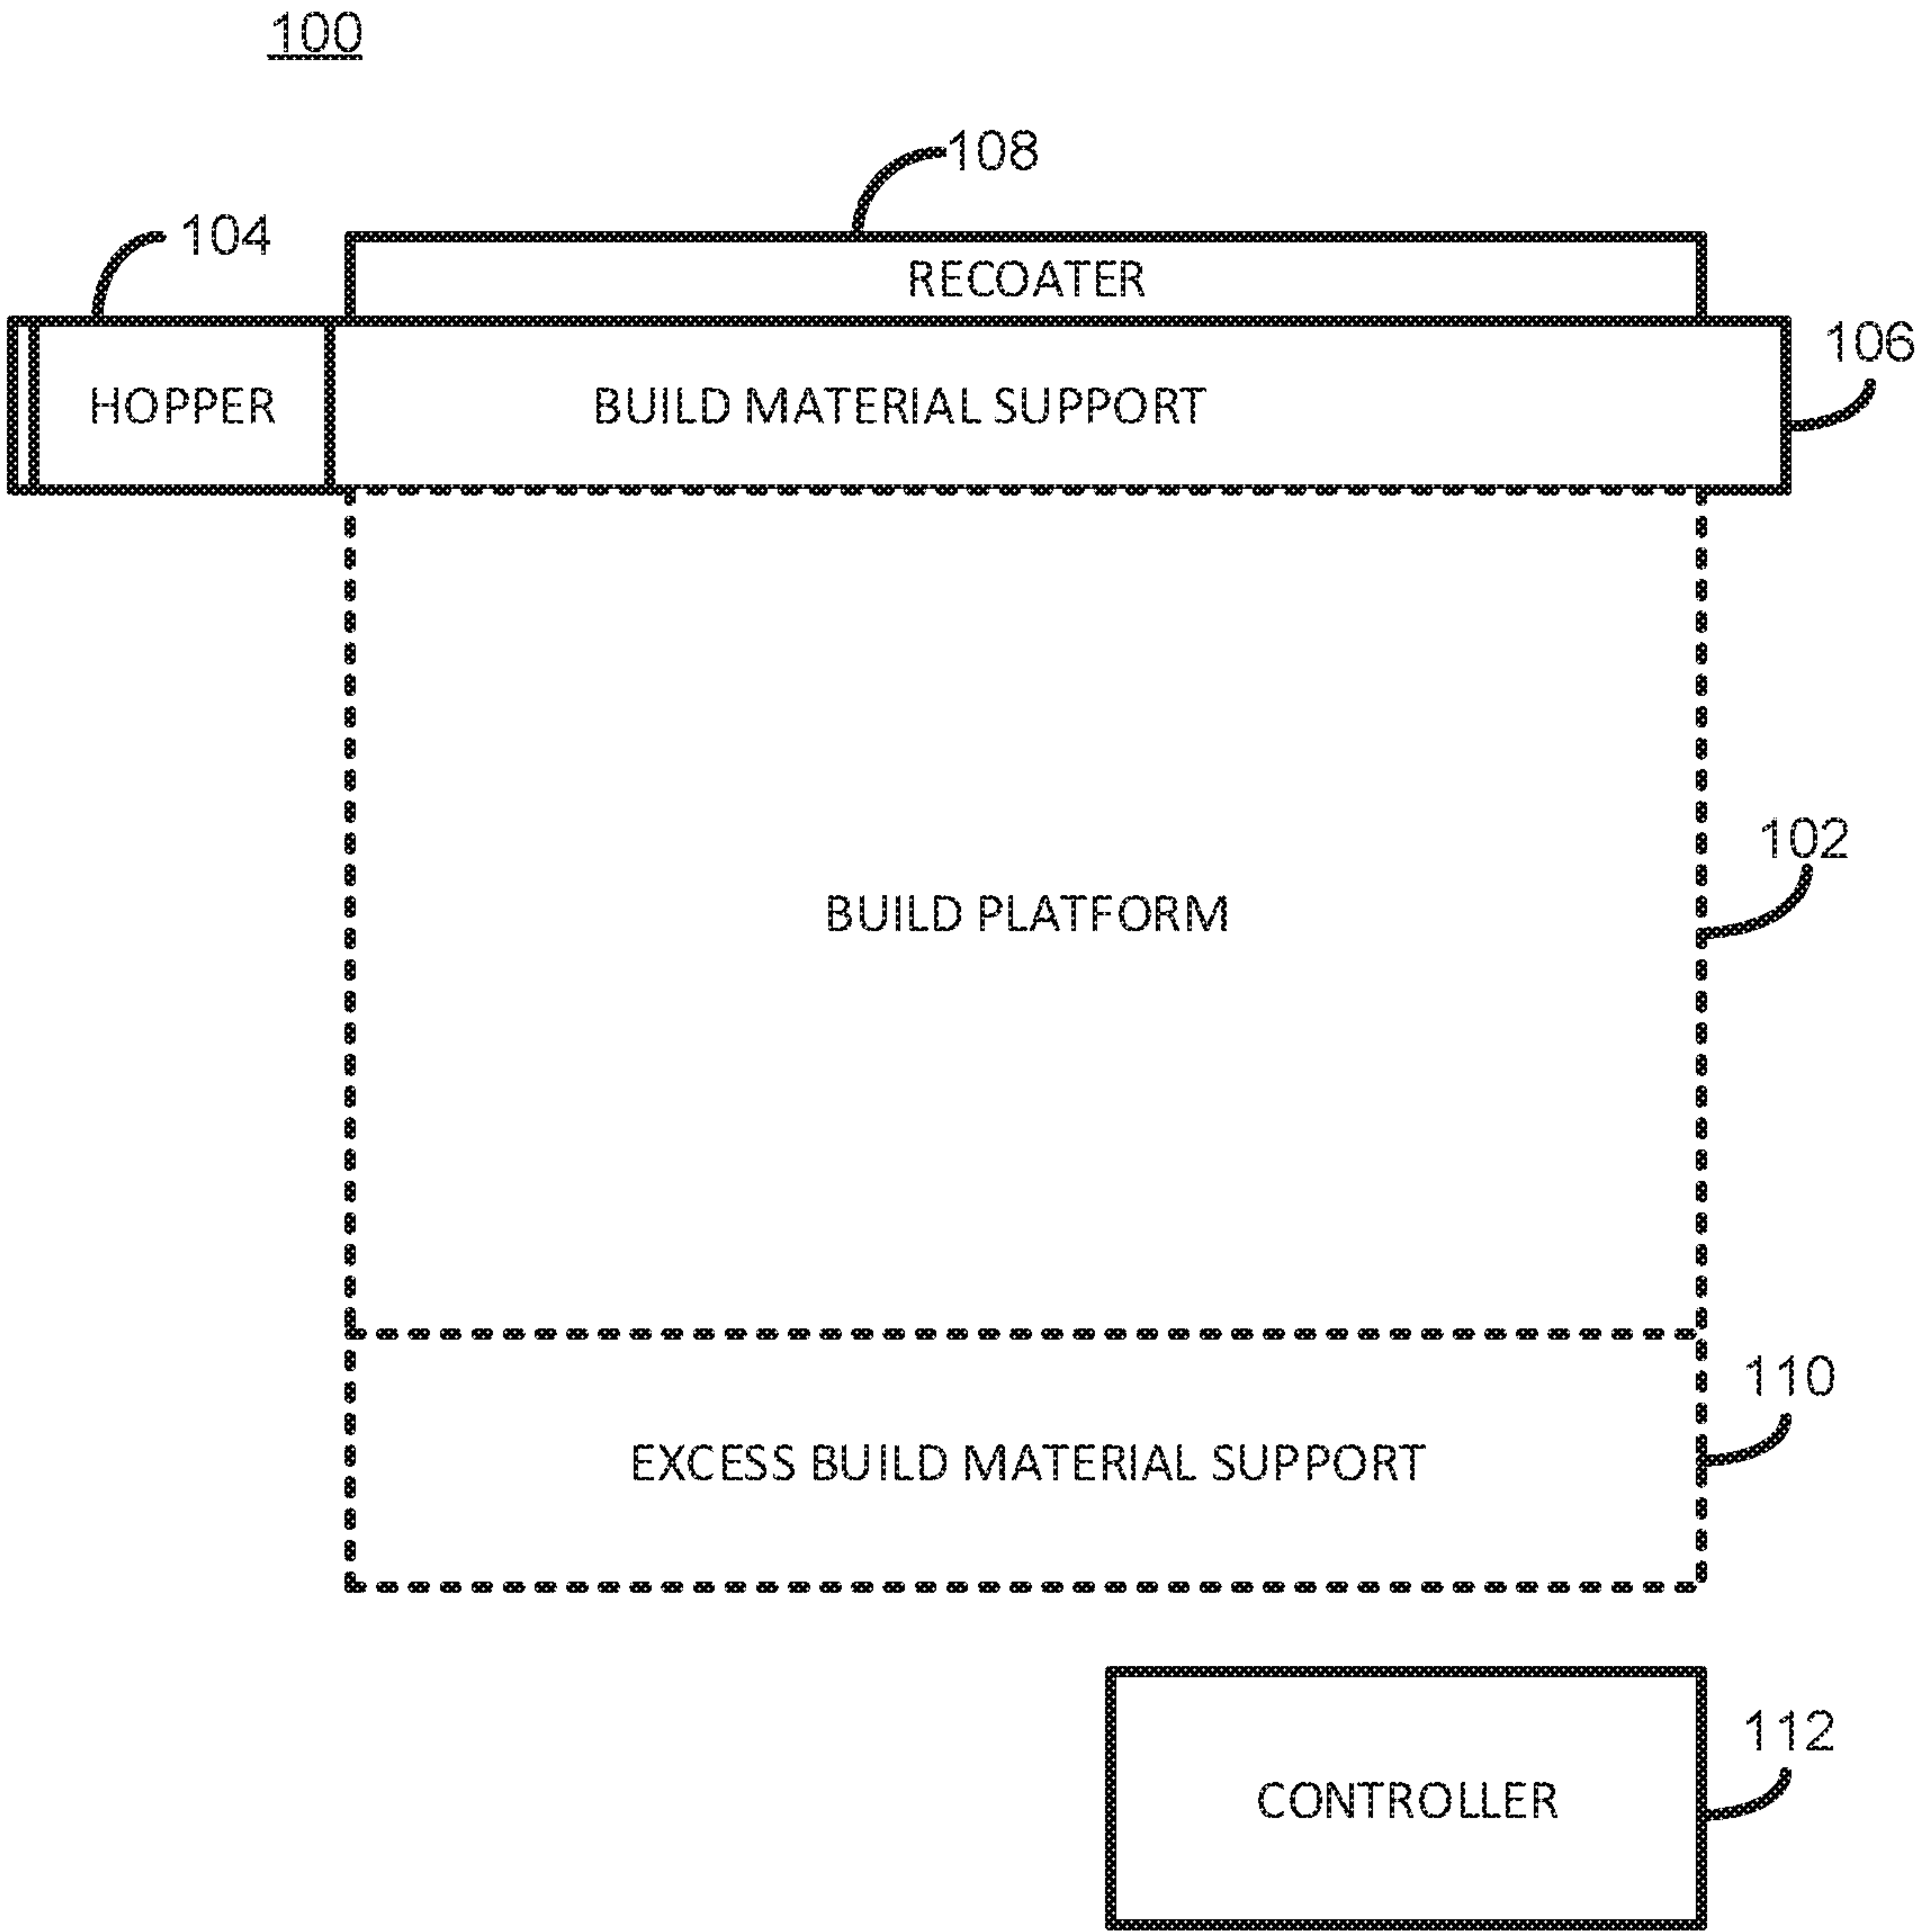 100
108
104
RECOATER
106
HOPPER
BUILD MATERIAL SUPPORT
102
BUILD PLATFORM
110
EXCESS BUILD MATERIAL SUPPORT
112
CONTROLLER